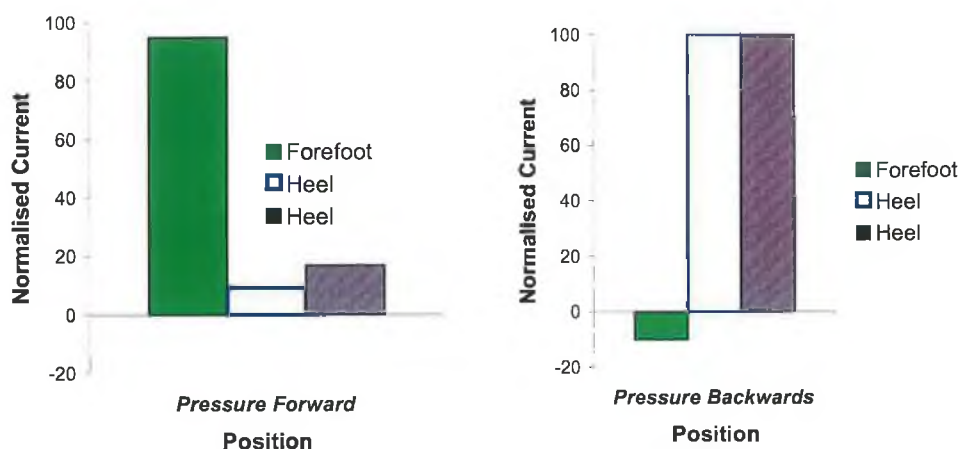 100
80
60
40
20
0
-20
Normalised Current
Forefoot
Heel
Heel
Pressure Forward
Position
100
80
60
40
20
0
-20
Normalised Current
Forefoot
Heel
Heel
Pressure Backwards
Position